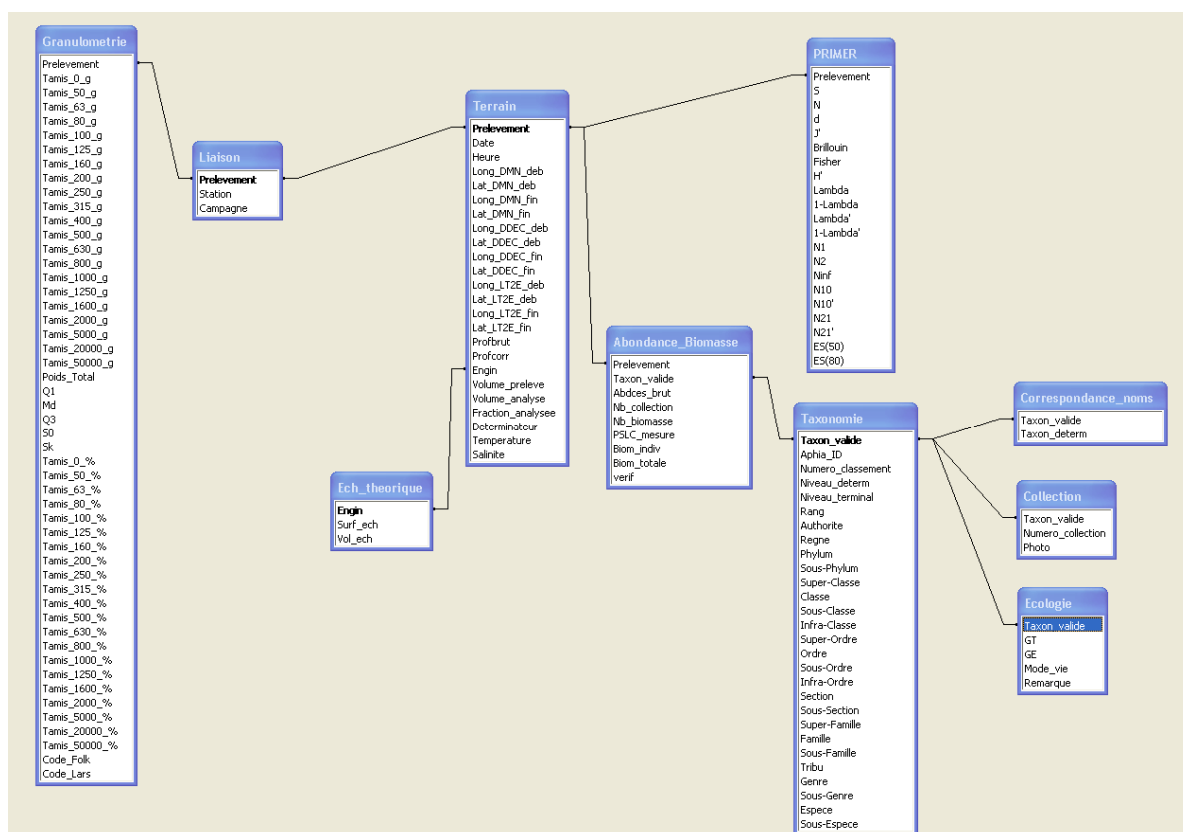 Granulometrie
Prelevement
Tamis_0_g
Tamis_50_g
Tamis_63_g
Tamis_80_g
Tamis_100_g
Tamis_125_g
Tamis_160_g
Tamis_200_g
Tamis_250_g
Tamis_315_g
Tamis_400_g
Tamis_500_g
Tamis_630_g
Tamis_800_g
Tamis_1000_g
Tamis_1250_g
Tamis_1600_g
Tamis_2000_g
Tamis_5000_g
Tamis_20000_g
Tamis_50000_g
Poids_Total
Q1
Md
Q3
S0
Sk
Tamis_0_%
Tamis_50_%
Tamis_63_%
Tamis_80_%
Tamis_100_%
Tamis_125_%
Tamis_160_%
Tamis_200_%
Tamis_250_%
Tamis_315_%
Tamis_400_%
Tamis_500_%
Tamis_630_%
Tamis_800_%
Tamis_1000_%
Tamis_1250_%
Tamis_1600_%
Tamis_2000_%
Tamis_5000_%
Tamis_20000_%
Tamis_50000_%
Code_Folk
Code_Lars
Liaison
Prelevement
Station
Campagne
Terrain
Prelevement
Date
Heure
Long_DMN_deb
Lat_DMN_deb
Long_DMN_fin
Lat_DMN_fin
Long_DDEC_deb
Lat_DDEC_deb
Long_DDEC_fin
Lat_DDEC_fin
Long_LT2E_deb
Lat_LT2E_deb
Long_LT2E_fin
Lat_LT2E_fin
Profbrut
Profcorr
Engin
Volume_preleve
Volume_analyse
Fraction_analysee
Determinateur
Temperature
Salinite
Ech_theorique
Engin
Surf_ech
Vol_ech
PRIMER
Prelevement
S
N
d
J'
Brillouin
Fisher
H'
Lambda
1-Lambda
Lambda'
1-Lambda'
N1
N2
Ninf
N10
N10'
N21
N21'
ES(50)
ES(80)
Abondance_Biomasse
Prelevement
Taxon_valide
Abdces_brut
Nb_collection
Nb_biomasse
PSLC_mesure
Biom_indiv
Biom_totale
verif
Taxonomie
Taxon_valide
Aphia_ID
Numero_classement
Niveau_determ
Niveau_terminal
Rang
Authorite
Regne
Phylum
Sous-Phylum
Super-Classe
Classe
Sous-Classe
Infra-Classe
Super-Ordre
Ordre
Sous-Ordre
Infra-Ordre
Section
Sous-Section
Super-Famille
Famille
Sous-Famille
Tribu
Genre
Sous-Genre
Espece
Sous-Espece
Correspondance_noms
Taxon_valide
Taxon_determ
Collection
Taxon_valide
Numero_collection
Photo
Ecologie
Taxon_valide
GT
GE
Mode_vie
Remarque